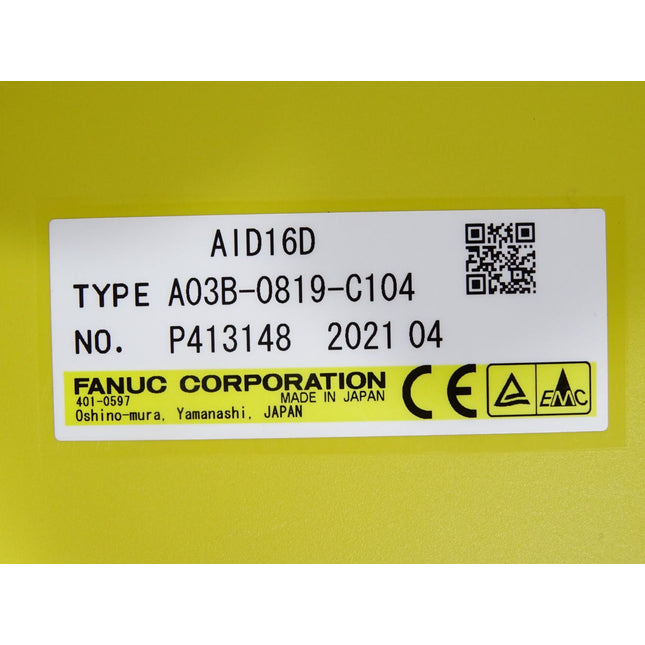 AID16D
TYPE A03B-0819-C104
NO. P413148 2021 04
FANUC CORPORATION
401-0597 MADE IN JAPAN
Oshino-mura, Yamanashi, JAPAN
CE
EMC